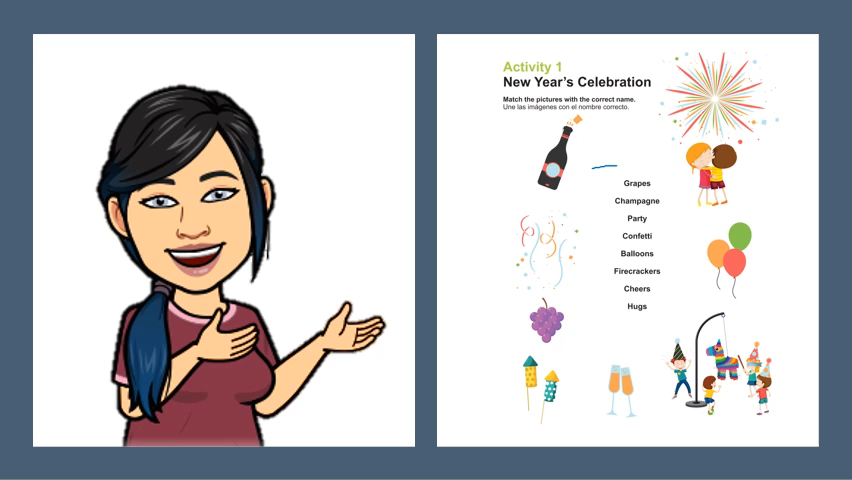 Activity 1
New Year's Celebration
Match the pictures with the correct name.
Une las imágenes con el nombre correcto.
Grapes
Champagne
Party
Confetti
Balloons
Firecrackers
Cheers
Hugs